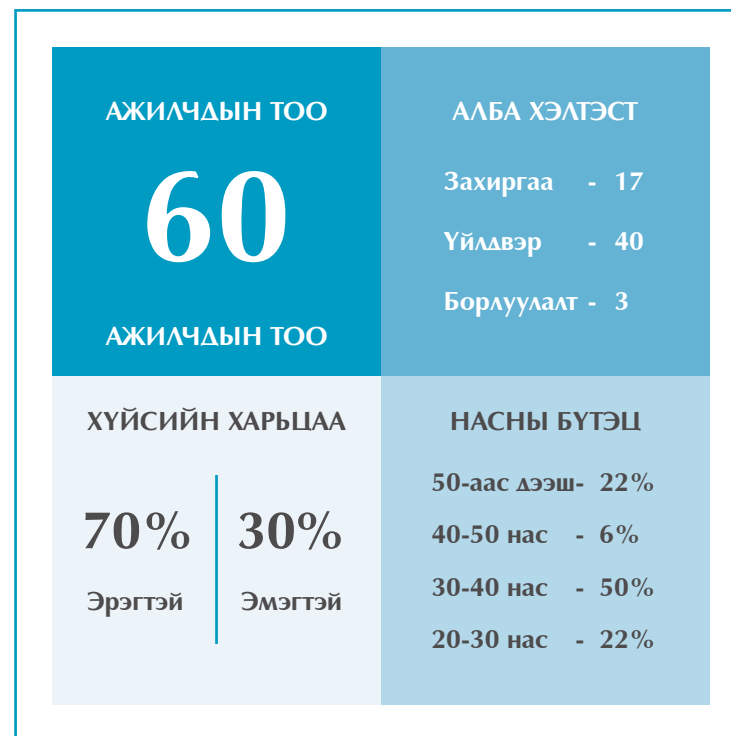 АЖИЛЧДЫН ТОО
60
АЖИЛЧДЫН ТОО
АЛБА ХЭЛТЭСТ
Захиргаа - 17
Үйлдвэр - 40
Борлуулалт - 3
ХҮЙСИЙН ХАРЬЦАА
70%
Эрэгтэй
30%
Эмэгтэй
НАСНЫ БҮТЭЦ
50-аас дээш- 22%
40-50 нас - 6%
30-40 нас - 50%
20-30 нас - 22%